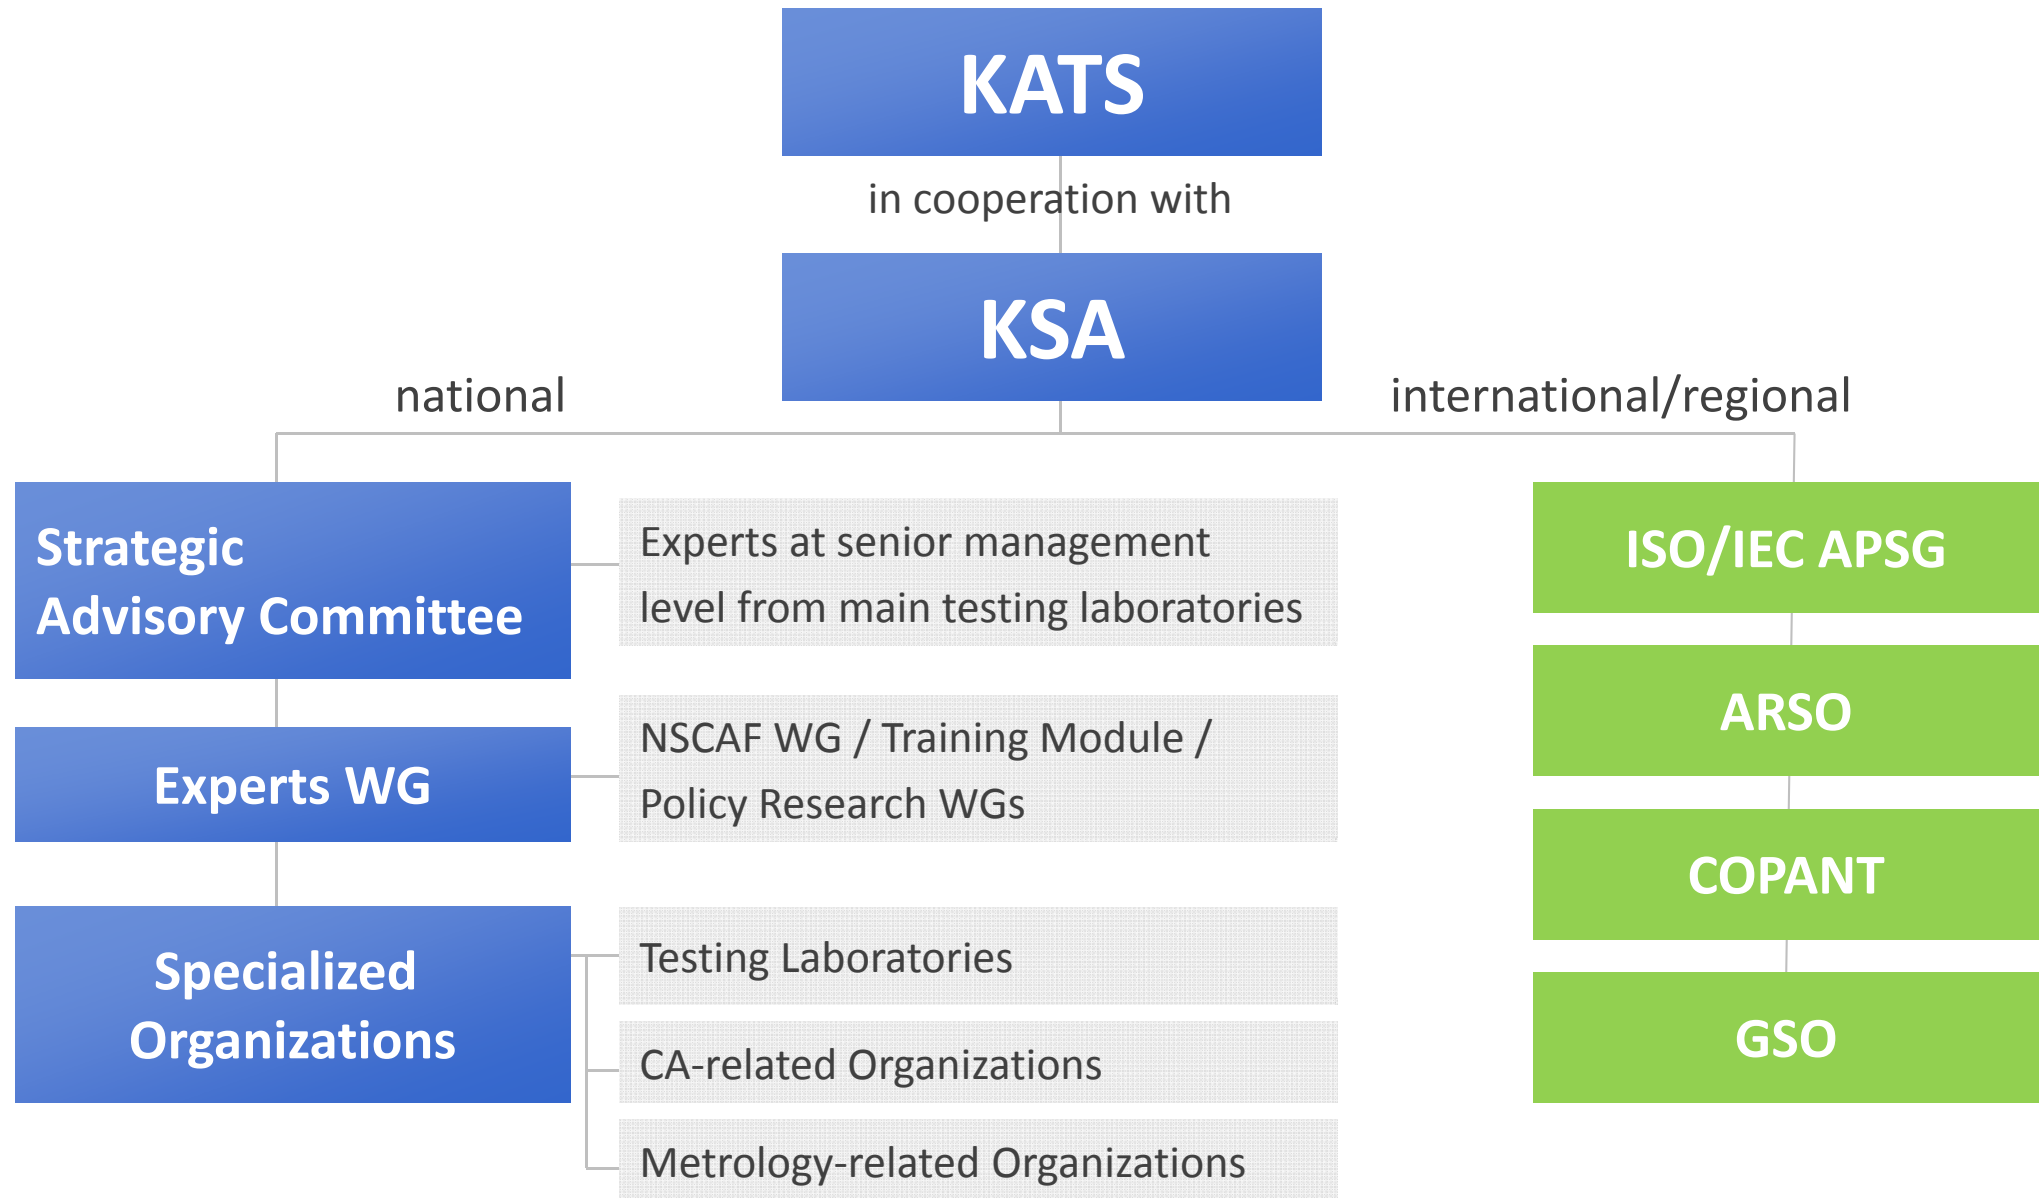 KATS
in cooperation with
KSA
national
international/regional
Strategic
Advisory Committee
Experts at senior management
level from main testing laboratories
Experts WG
NSCAF WG / Training Module /
Policy Research WGs
Specialized
Organizations
Testing Laboratories
CA-related Organizations
Metrology-related Organizations
ISO/IEC APSG
ARSO
COPANT
GSO